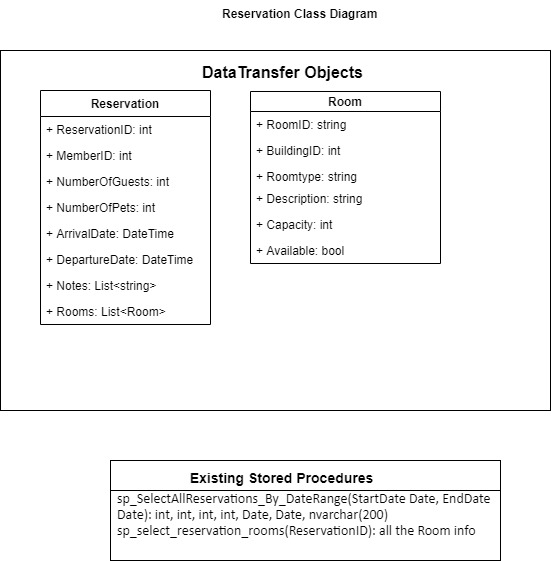 Reservation Class Diagram
DataTransfer Objects
Reservation
+ ReservationID: int
+ MemberID: int
+ NumberOfGuests: int
+ NumberOfPets: int
+ ArrivalDate: DateTime
+ DepartureDate: DateTime
+ Notes: List<string>
+ Rooms: List<Room>
Room
+ RoomID: string
+ BuildingID: int
+ Roomtype: string
+ Description: string
+ Capacity: int
+ Available: bool
Existing Stored Procedures
sp_SelectAllReservations_By_DateRange(StartDate Date, EndDate
Date): int, int, int, int, Date, Date, nvarchar(200)
sp_select_reservation_rooms(ReservationID): all the Room info